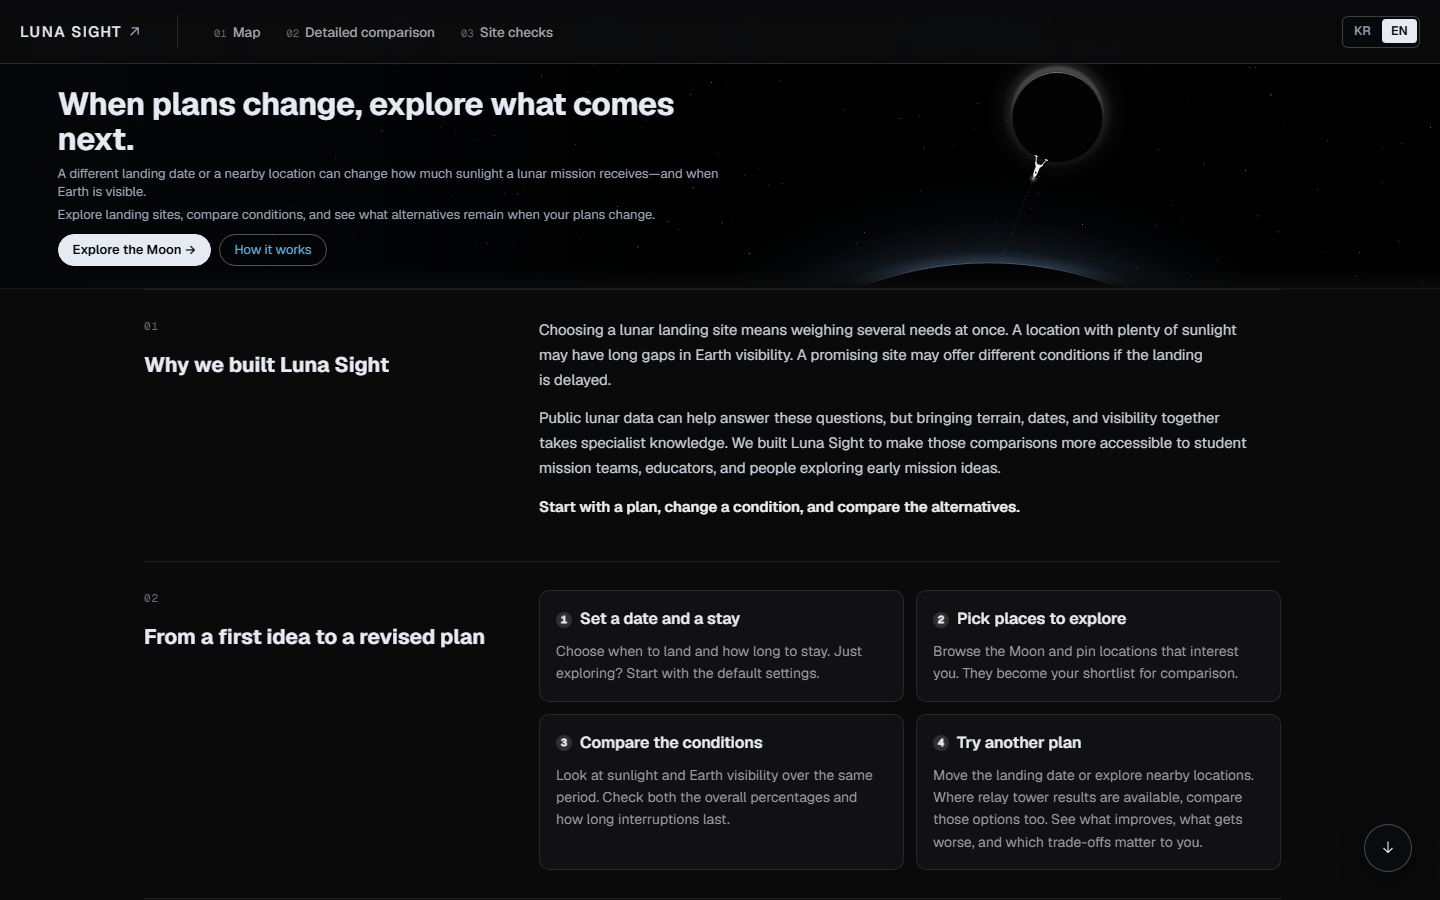 LUNA SIGHT ↗
01 Map
02 Detailed comparison
03 Site checks
KR EN
When plans change, explore what comes
next.
A different landing date or a nearby location can change how much sunlight a lunar mission receives—and when
Earth is visible.
Explore landing sites, compare conditions, and see what alternatives remain when your plans change.
Explore the Moon →
How it works
01
Why we built Luna Sight
Choosing a lunar landing site means weighing several needs at once. A location with plenty of sunlight
may have long gaps in Earth visibility. A promising site may offer different conditions if the landing
is delayed.
Public lunar data can help answer these questions, but bringing terrain, dates, and visibility together
takes specialist knowledge. We built Luna Sight to make those comparisons more accessible to student
mission teams, educators, and people exploring early mission ideas.
Start with a plan, change a condition, and compare the alternatives.
02
From a first idea to a revised plan
1 Set a date and a stay
Choose when to land and how long to stay. Just
exploring? Start with the default settings.
2 Pick places to explore
Browse the Moon and pin locations that interest
you. They become your shortlist for comparison.
3 Compare the conditions
Look at sunlight and Earth visibility over the same
period. Check both the overall percentages and
how long interruptions last.
4 Try another plan
Move the landing date or explore nearby locations.
Where relay tower results are available, compare
those options too. See what improves, what gets
worse, and which trade-offs matter to you.
↓